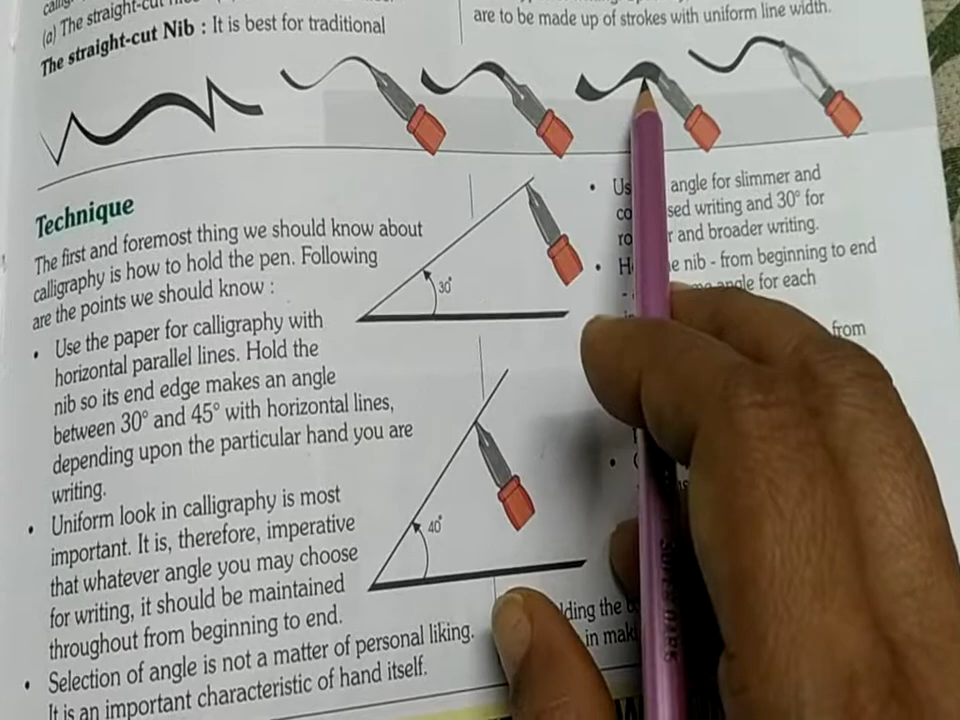 (a) The straight-cut
The straight-cut Nib : It is best for traditional
are to be made up of strokes with uniform line width.
Technique
The first and foremost thing we should know about
calligraphy is how to hold the pen. Following
are the points we should know :
• Use the paper for calligraphy with
horizontal parallel lines. Hold the
nib so its end edge makes an angle
between 30° and 45° with horizontal lines,
depending upon the particular hand you are
writing.
• Uniform look in calligraphy is most
important. It is, therefore, imperative
that whatever angle you may choose
for writing, it should be maintained
throughout from beginning to end.
• Selection of angle is not a matter of personal liking.
It is an important characteristic of hand itself.
30°
40°
• angle for slimmer and
writing and 30° for
and broader writing.
• nib - from beginning to end
angle for each
from
the
in